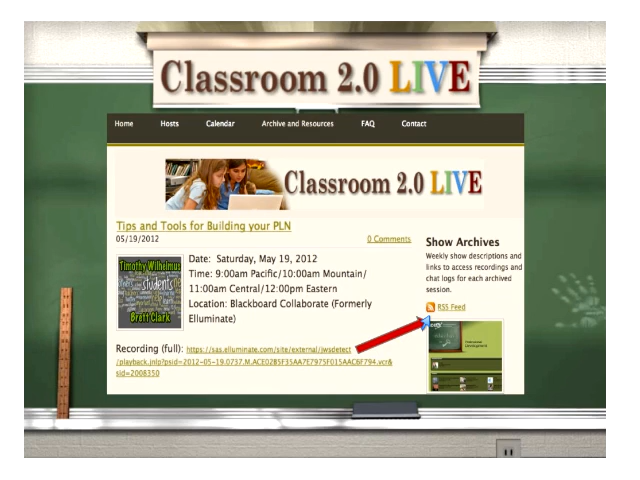 Classroom 2.0 LIVE
Home Hosts Calendar Archive and Resources FAQ Contact
Classroom 2.0 LIVE
Tips and Tools for Building your PLN
05/19/2012 0 Comments
Timothy Wilhelmus
students
Brett Clark
Date: Saturday, May 19, 2012
Time: 9:00am Pacific/10:00am Mountain/
11:00am Central/12:00pm Eastern
Location: Blackboard Collaborate (Formerly
Elluminate)
Recording (full): https://sas.elluminate.com/site/external/jwsdetect
/playback.jnlp?psid=2012-05-19.0737.M.ACE02B5F35AA7E7975F015AAC6F794.vcr&
sid=2008350
Show Archives
Weekly show descriptions and
links to access recordings and
chat logs for each archived
session.
RSS Feed